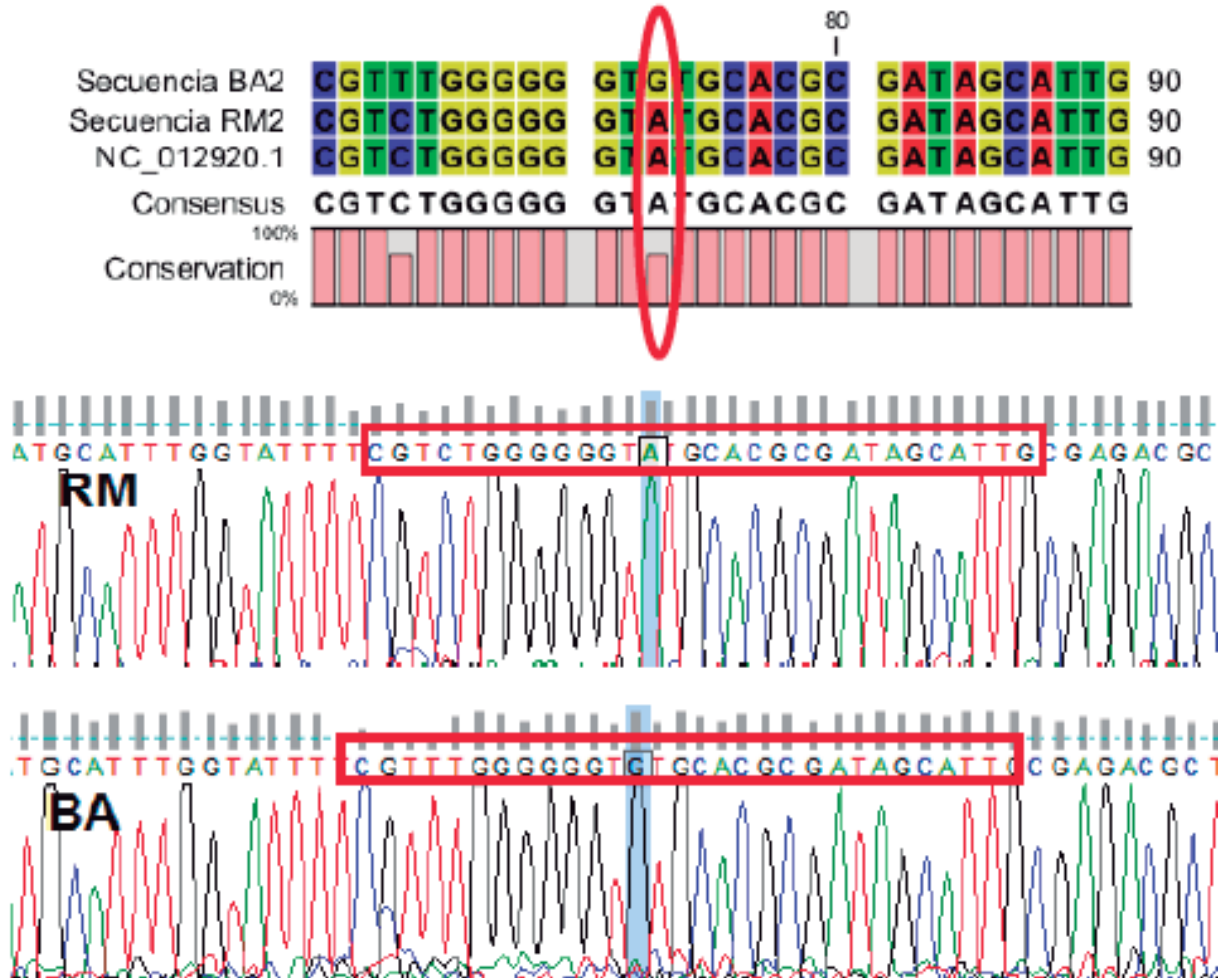 80
Secuencia BA2 CGTTTGGGGG GTGTGCACGC GATAGCATTG 90
Secuencia RM2 CGTCTGGGGG GTATGCACGC GATAGCATTG 90
NC_012920.1 CGTCTGGGGG GTATGCACGC GATAGCATTG 90
Consensus CGTCTGGGGG GTATGCACGC GATAGCATTG
100%
Conservation
0%
ATGCATTTGGTATTTTCGTCTGGGGGGTATGCACGCGATAGCATTGCGAGACGC
RM
TGCATTTGGTATTTTCGTTTGGGGGGTGTGCACGCGATAGCATTGCGAGACGCT
BA